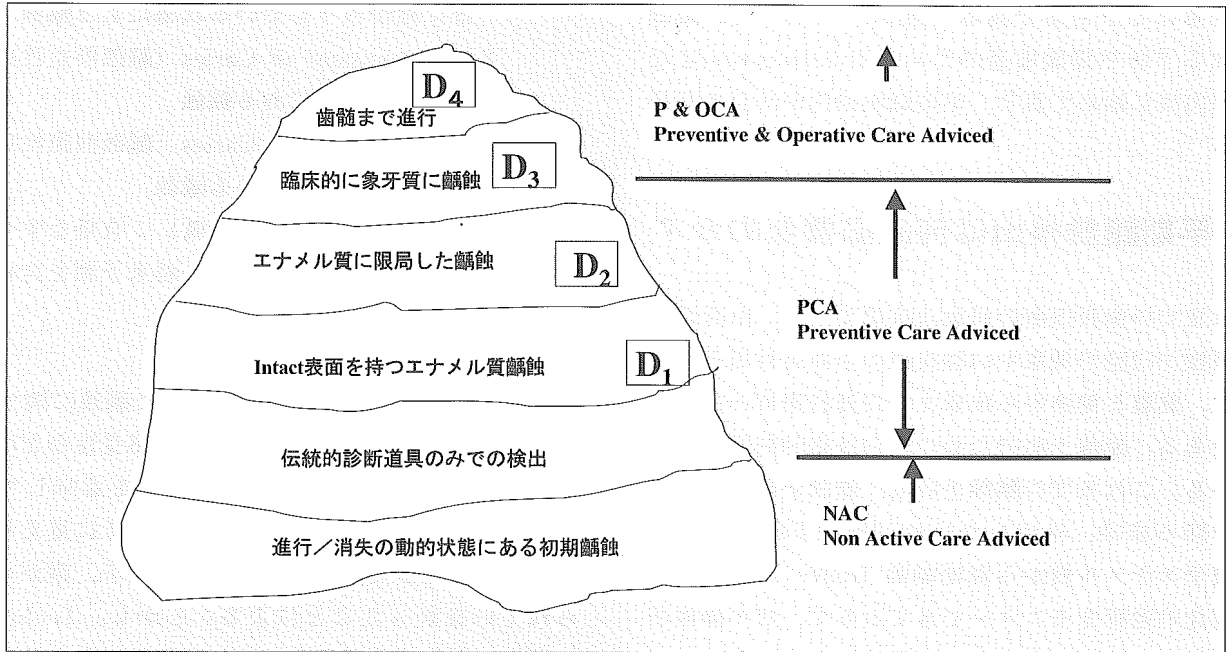 D4
歯髄まで進行
臨床的に象牙質に齲蝕
D3
エナメル質に限局した齲蝕
D2
Intact表面を持つエナメル質齲蝕
D1
伝統的診断道具のみでの検出
進行／消失の動的状態にある初期齲蝕
P & OCA
Preventive & Operative Care Adviced
PCA
Preventive Care Adviced
NAC
Non Active Care Adviced